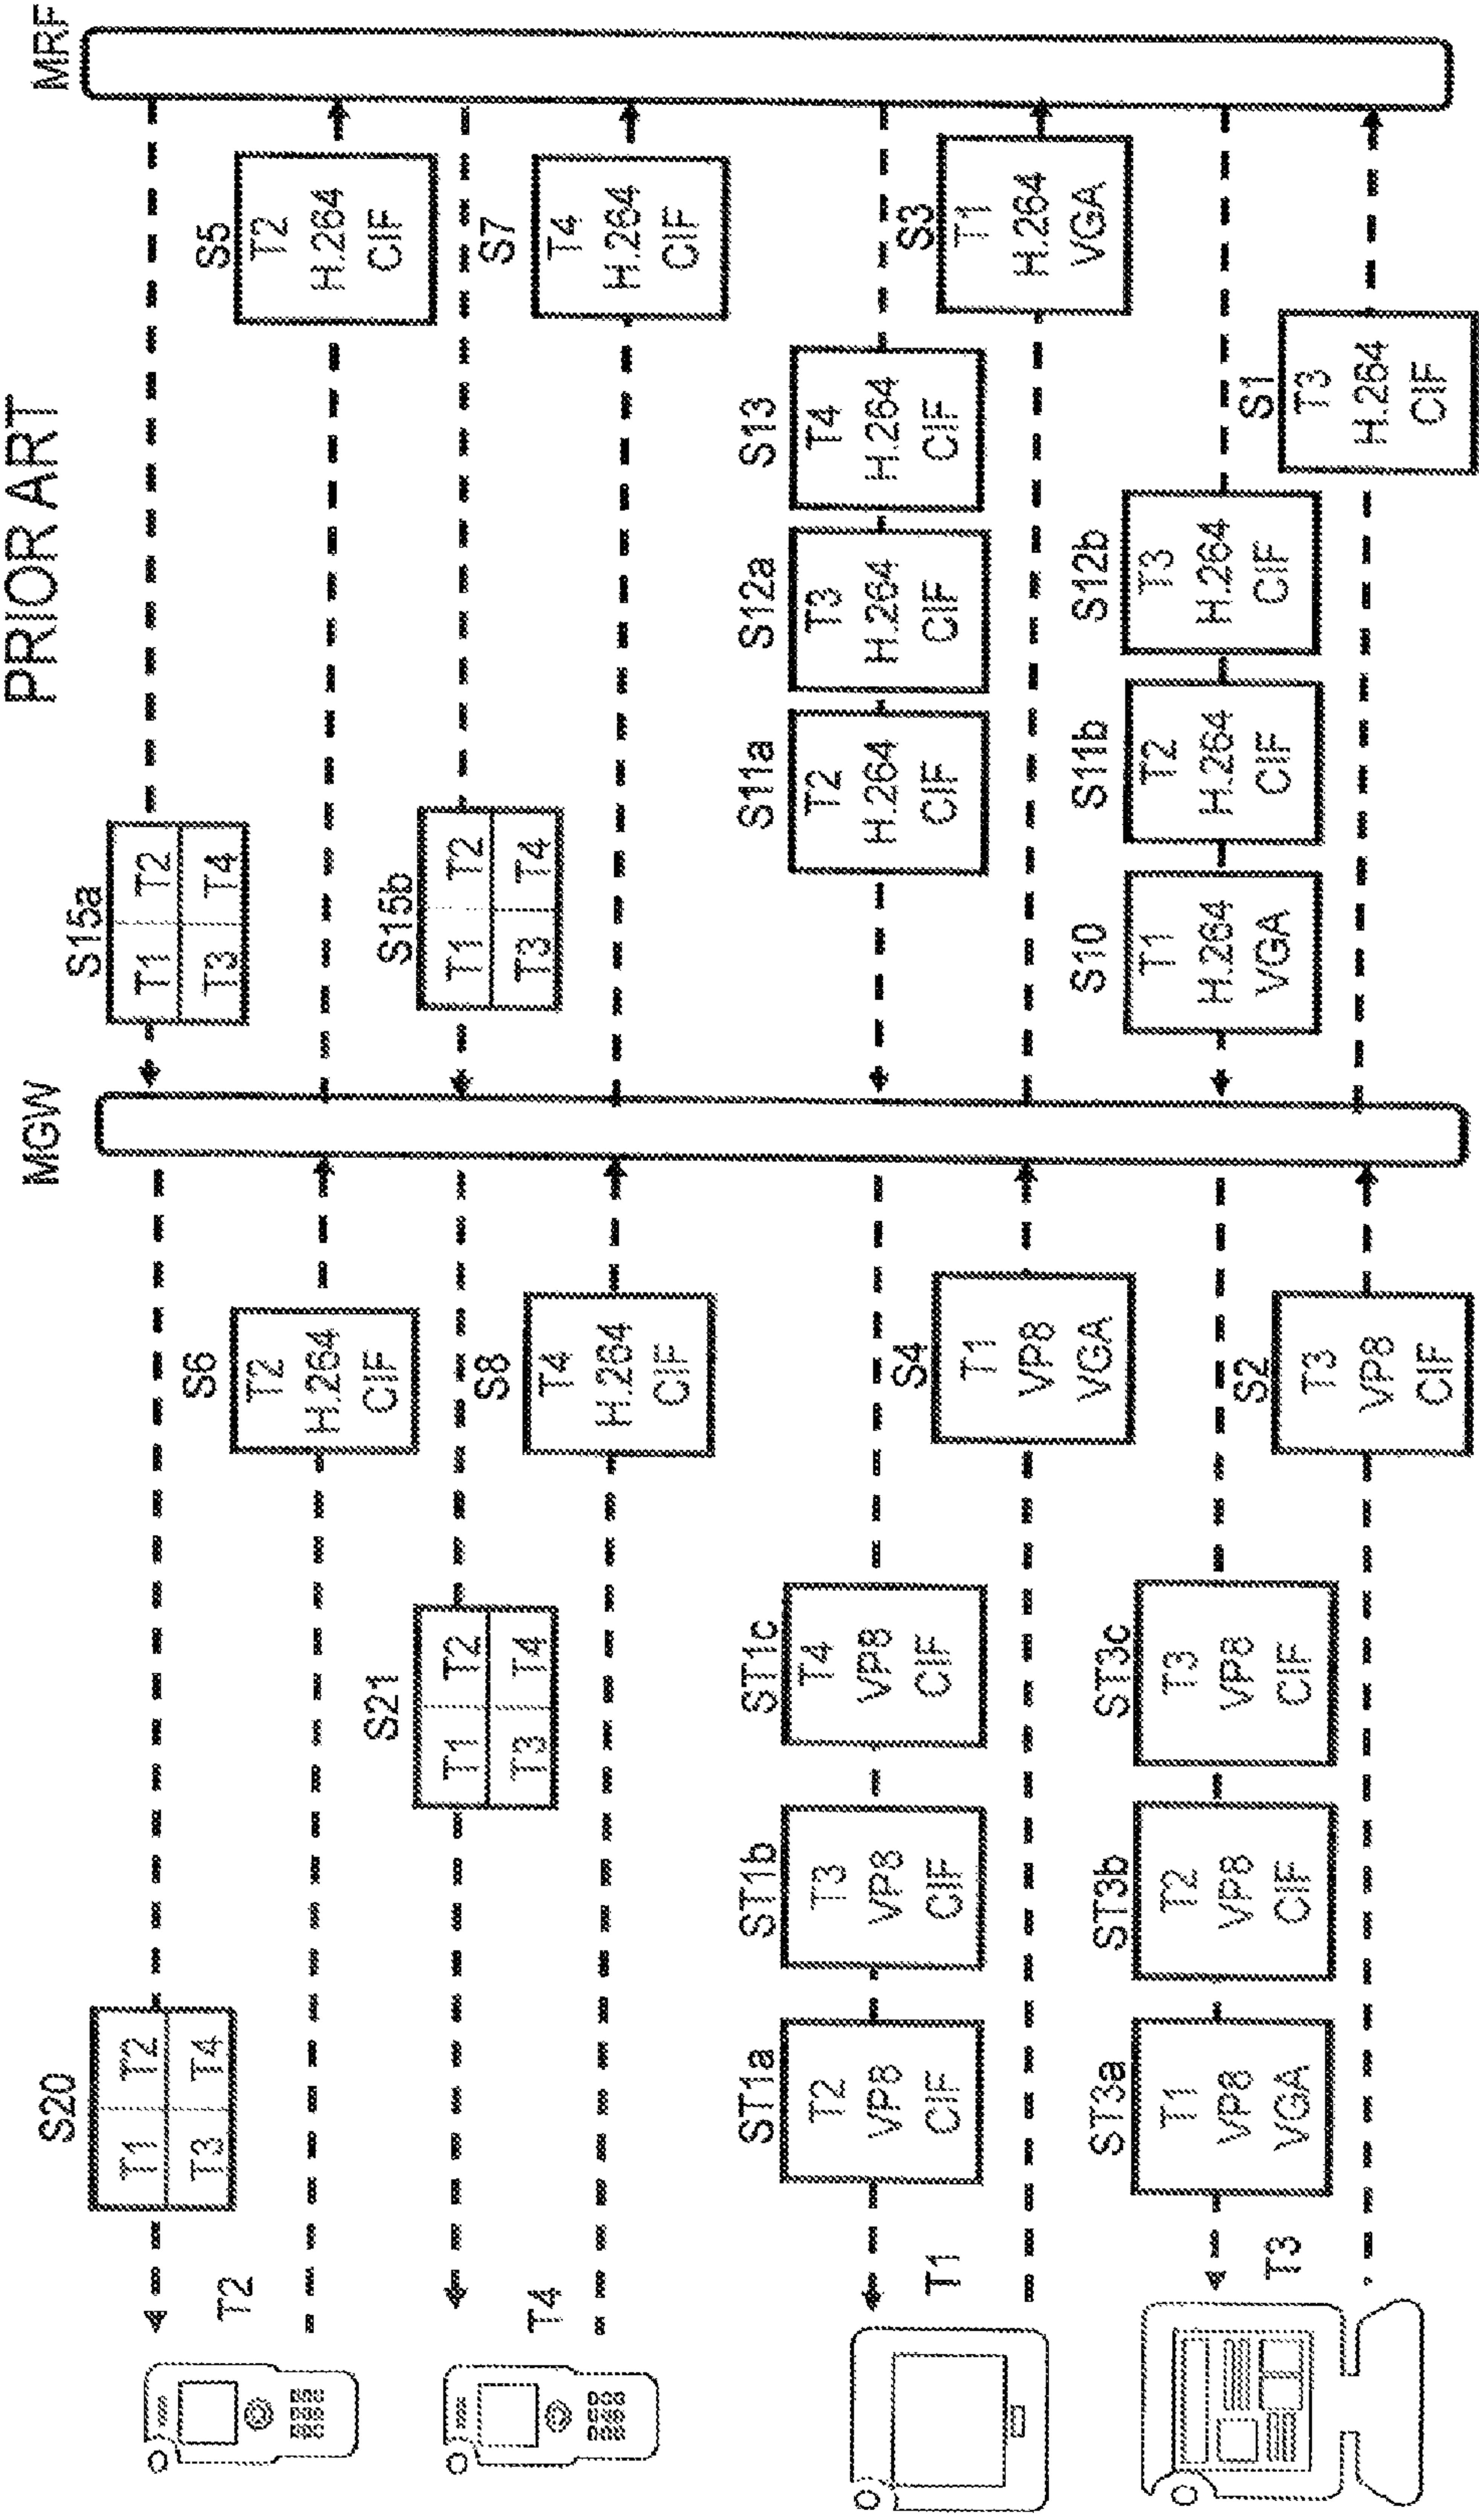 PRIOR ART
MGW
MRF
S20
T1 T2
T3 T4
S15a
T1 T2
T3 T4
T2
S6
T2
H.264
CIF
S5
T2
H.264
CIF
S21
T1 T2
T3 T4
S15b
T1 T2
T3 T4
T4
S8
T4
H.264
CIF
S7
T4
H.264
CIF
ST1a
T2
VP8
CIF
ST1b
T3
VP8
CIF
ST1c
T4
VP8
CIF
S11a
T2
H.264
CIF
S12a
T3
H.264
CIF
S13
T4
H.264
CIF
T1
S4
T1
VP8
VGA
S3
T1
H.264
VGA
ST3a
T1
VP8
VGA
ST3b
T2
VP8
CIF
ST3c
T3
VP8
CIF
S10
T1
H.264
VGA
S11b
T2
H.264
CIF
S12b
T3
H.264
CIF
T3
S2
T3
VP8
CIF
S1
T3
H.264
CIF